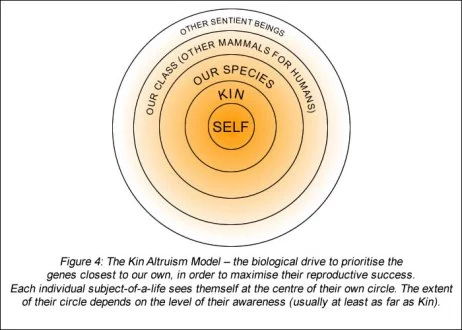 OTHER SENTIENT BEINGS
OUR CLASS (OTHER MAMMALS FOR HUMANS)
OUR SPECIES
KIN
SELF
Figure 4: The Kin Altruism Model – the biological drive to prioritise the
genes closest to our own, in order to maximise their reproductive success.
Each individual subject-of-a-life sees themself at the centre of their own circle. The extent
of their circle depends on the level of their awareness (usually at least as far as Kin).